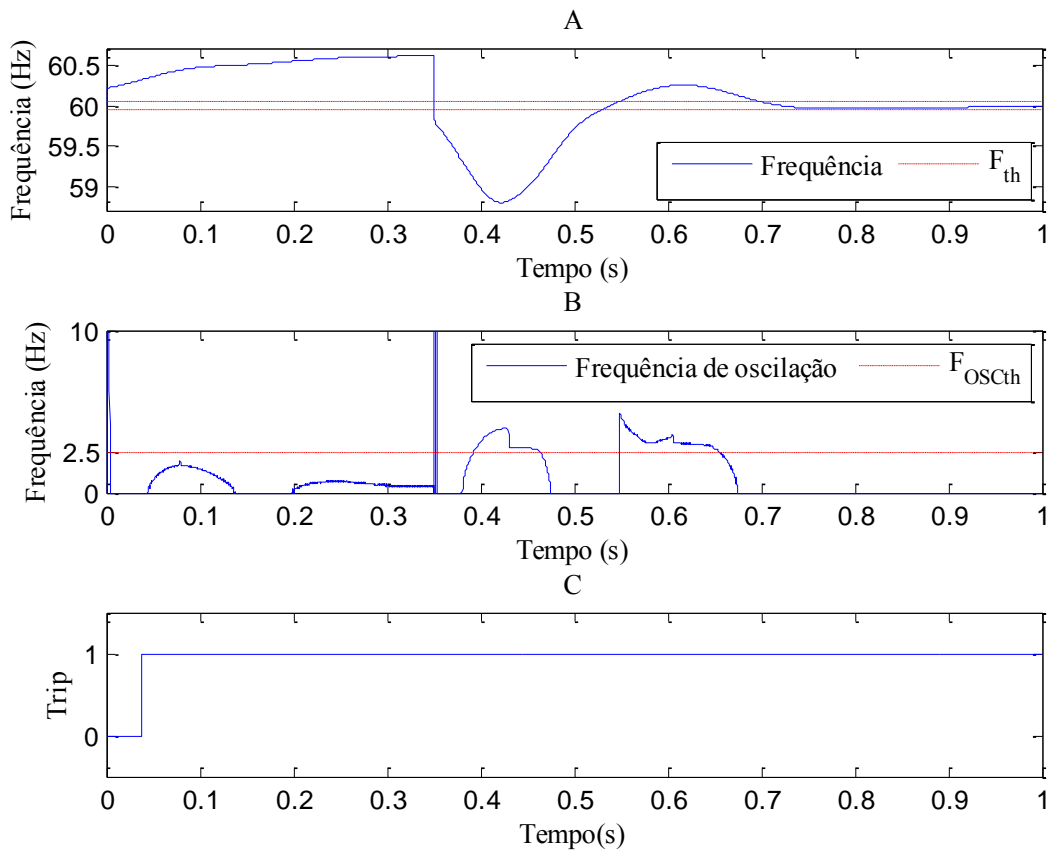 A
Frequência (Hz)
60.5
60
59.5
59
Frequência
F_th
0 0.1 0.2 0.3 0.4 0.5 0.6 0.7 0.8 0.9 1
Tempo (s)
B
Frequência (Hz)
10
2.5
0
Frequência de oscilação
F_OSCth
0 0.1 0.2 0.3 0.4 0.5 0.6 0.7 0.8 0.9 1
Tempo (s)
C
Trip
1
0
0 0.1 0.2 0.3 0.4 0.5 0.6 0.7 0.8 0.9 1
Tempo(s)